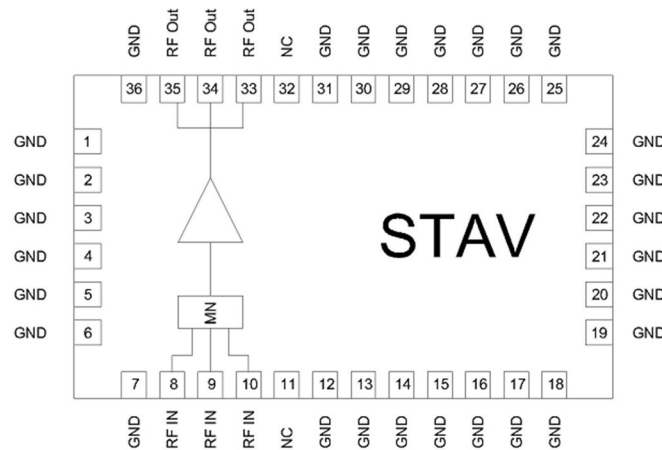 GND RF Out RF Out RF Out NC GND GND GND GND GND GND GND
36 35 34 33 32 31 30 29 28 27 26 25
GND 1 24 GND
GND 2 23 GND
GND 3 22 GND
STAV
GND 4 21 GND
GND 5 20 GND
MN
GND 6 19 GND
7 8 9 10 11 12 13 14 15 16 17 18
GND RF IN RF IN RF IN NC GND GND GND GND GND GND GND